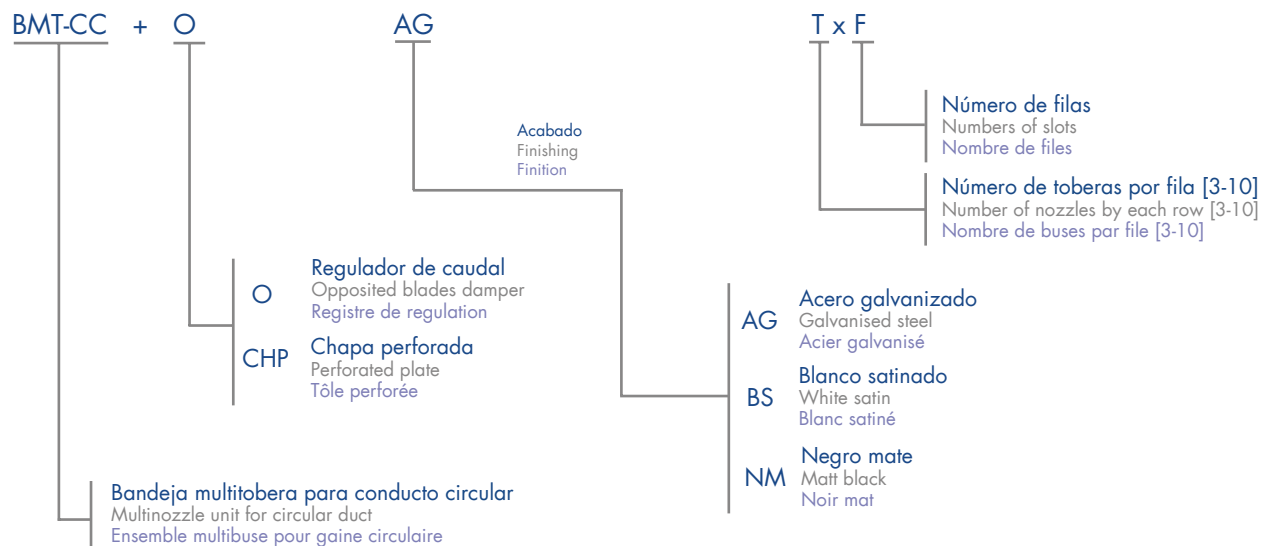 BMT-CC + O AG T x F
Número de filas
Numbers of slots
Nombre de files
Acabado
Finishing
Finition
Número de toberas por fila [3-10]
Number of nozzles by each row [3-10]
Nombre de buses par file [3-10]
O
Regulador de caudal
Opposited blades damper
Registre de regulation
CHP
Chapa perforada
Perforated plate
Tôle perforée
AG
Acero galvanizado
Galvanised steel
Acier galvanisé
BS
Blanco satinado
White satin
Blanc satiné
NM
Negro mate
Matt black
Noir mat
Bandeja multitobera para conducto circular
Multinozzle unit for circular duct
Ensemble multibuse pour gaine circulaire